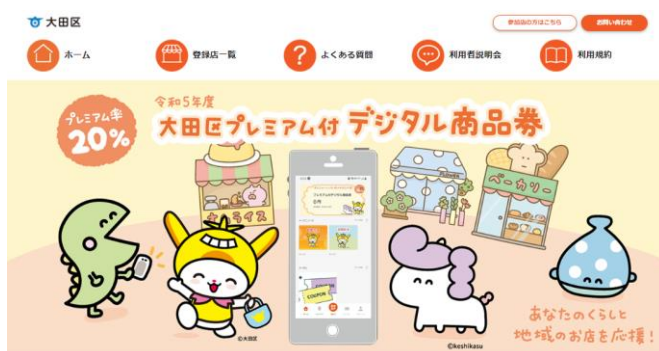 大田区
参加店の方はこちら
お問い合わせ
ホーム
登録店一覧
よくある質問
利用者説明会
利用規約
プレミアム率
20%
令和5年度
大田区プレミアム付デジタル商品券
オムライス
FLOWERS
ベーカリー
COUPON
あなたのくらしと
地域のお店を応援!
©大田区
©keshikasu